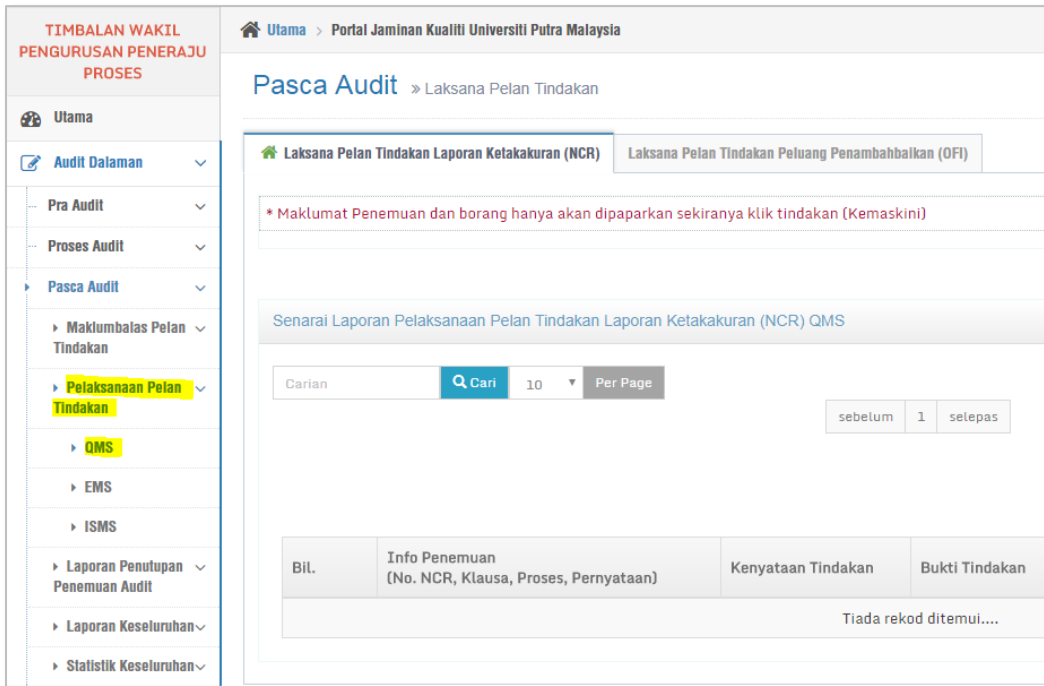 TIMBALAN WAKIL
PENGURUSAN PENERAJU
PROSES
Utama
Audit Dalaman
Pra Audit
Proses Audit
Pasca Audit
Maklumbalas Pelan
Tindakan
Pelaksanaan Pelan
Tindakan
QMS
EMS
ISMS
Laporan Penutupan
Penemuan Audit
Laporan Keseluruhan
Statistik Keseluruhan
Utama > Portal Jaminan Kualiti Universiti Putra Malaysia
Pasca Audit » Laksana Pelan Tindakan
Laksana Pelan Tindakan Laporan Ketakakuran (NCR)
Laksana Pelan Tindakan Peluang Penambahbaikan (OFI)
* Maklumat Penemuan dan borang hanya akan dipaparkan sekiranya klik tindakan (Kemaskini)
Senarai Laporan Pelaksanaan Pelan Tindakan Laporan Ketakakuran (NCR) QMS
Carian Cari 10 Per Page
sebelum 1 selepas
Bil.
Info Penemuan
(No. NCR, Klausa, Proses, Pernyataan)
Kenyataan Tindakan
Bukti Tindakan
Tiada rekod ditemui....